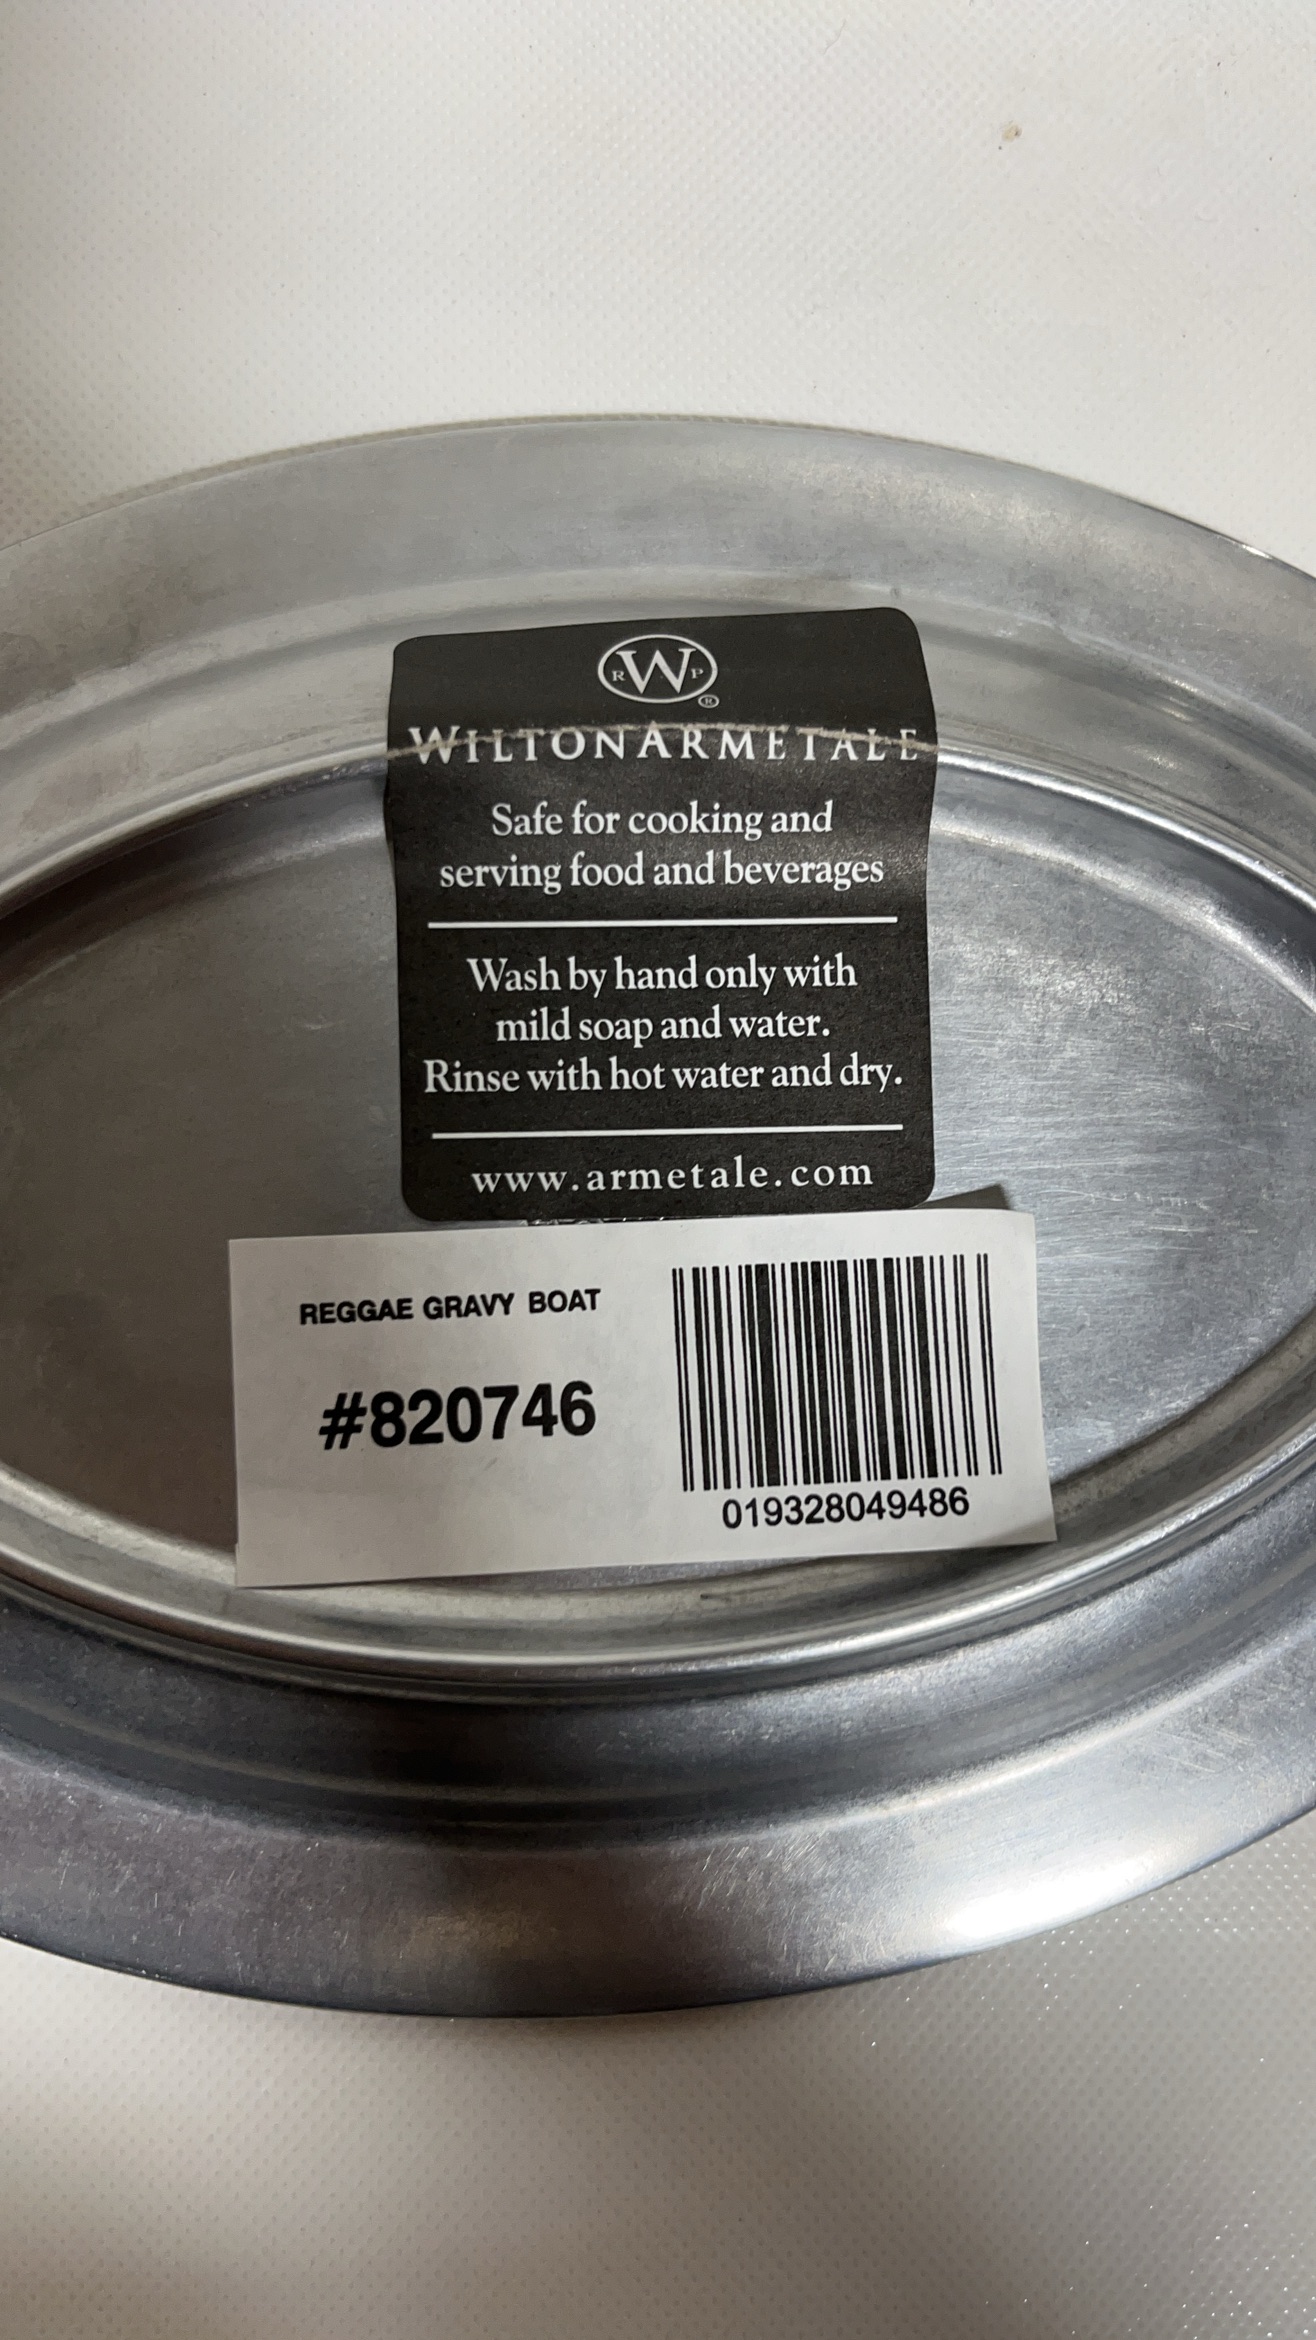 R W P
®
WILTONARMETALE
Safe for cooking and
serving food and beverages
Wash by hand only with
mild soap and water.
Rinse with hot water and dry.
www.armetale.com
REGGAE GRAVY BOAT
#820746
019328049486